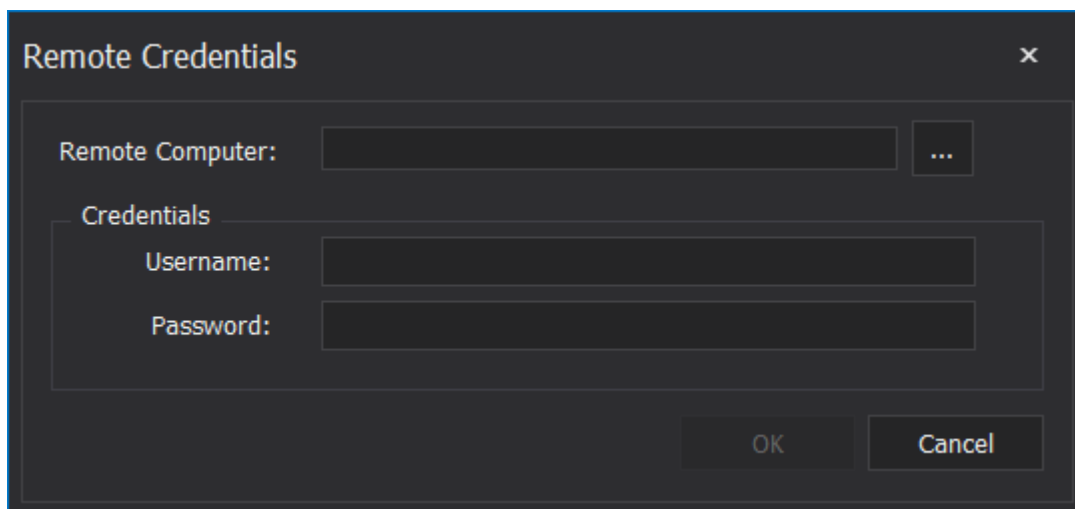 Remote Credentials ×
Remote Computer: ...
Credentials
Username:
Password:
OK Cancel